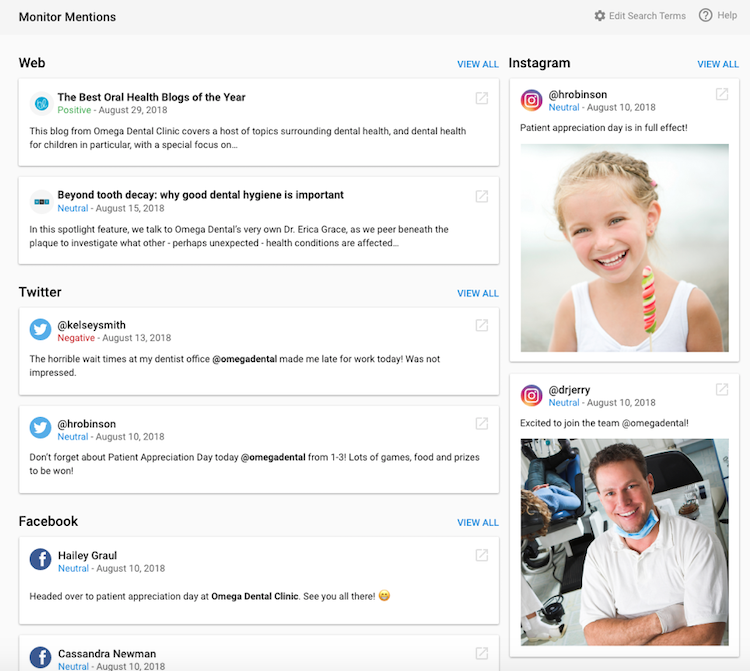 Monitor Mentions
Edit Search Terms
Help
Web
VIEW ALL
The Best Oral Health Blogs of the Year
Positive - August 29, 2018
This blog from Omega Dental Clinic covers a host of topics surrounding dental health, and dental health
for children in particular, with a special focus on...
Beyond tooth decay: why good dental hygiene is important
Neutral - August 15, 2018
In this spotlight feature, we talk to Omega Dental's very own Dr. Erica Grace, as we peer beneath the
plaque to investigate what other - perhaps unexpected - health conditions are affected...
Twitter
VIEW ALL
@kelseysmith
Negative - August 13, 2018
The horrible wait times at my dentist office @omegadental made me late for work today! Was not
impressed.
@hrobinson
Neutral - August 10, 2018
Don't forget about Patient Appreciation Day today @omegadental from 1-3! Lots of games, food and prizes
to be won!
Facebook
VIEW ALL
Hailey Graul
Neutral - August 10, 2018
Headed over to patient appreciation day at Omega Dental Clinic. See you all there! 😁
Cassandra Newman
Neutral - August 10, 2018
Instagram
VIEW ALL
@hrobinson
Neutral - August 10, 2018
Patient appreciation day is in full effect!
@drjerry
Neutral - August 10, 2018
Excited to join the team @omegadental!